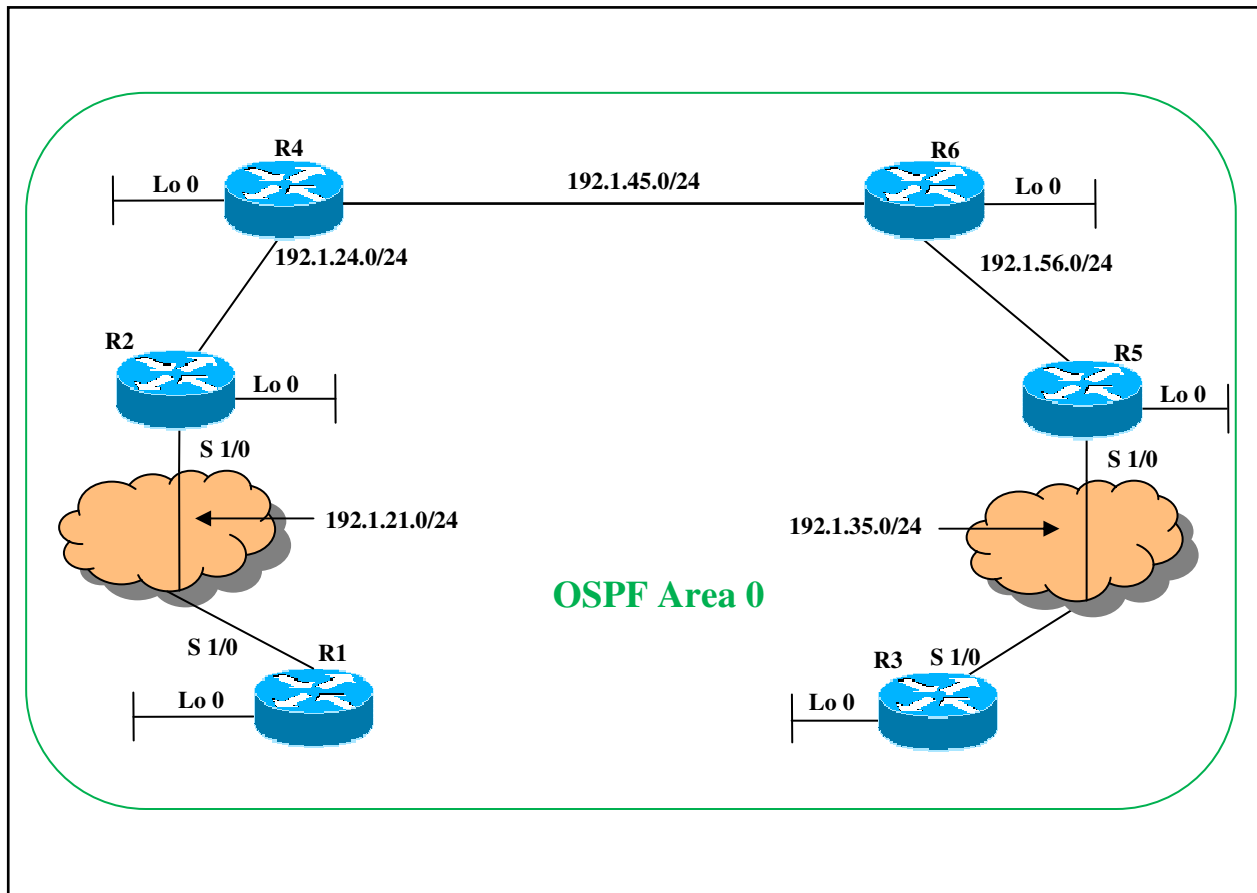 R4
R6
Lo 0
192.1.45.0/24
Lo 0
192.1.24.0/24
192.1.56.0/24
R2
R5
Lo 0
Lo 0
S 1/0
S 1/0
192.1.21.0/24
192.1.35.0/24
OSPF Area 0
S 1/0
R1
R3
S 1/0
Lo 0
Lo 0